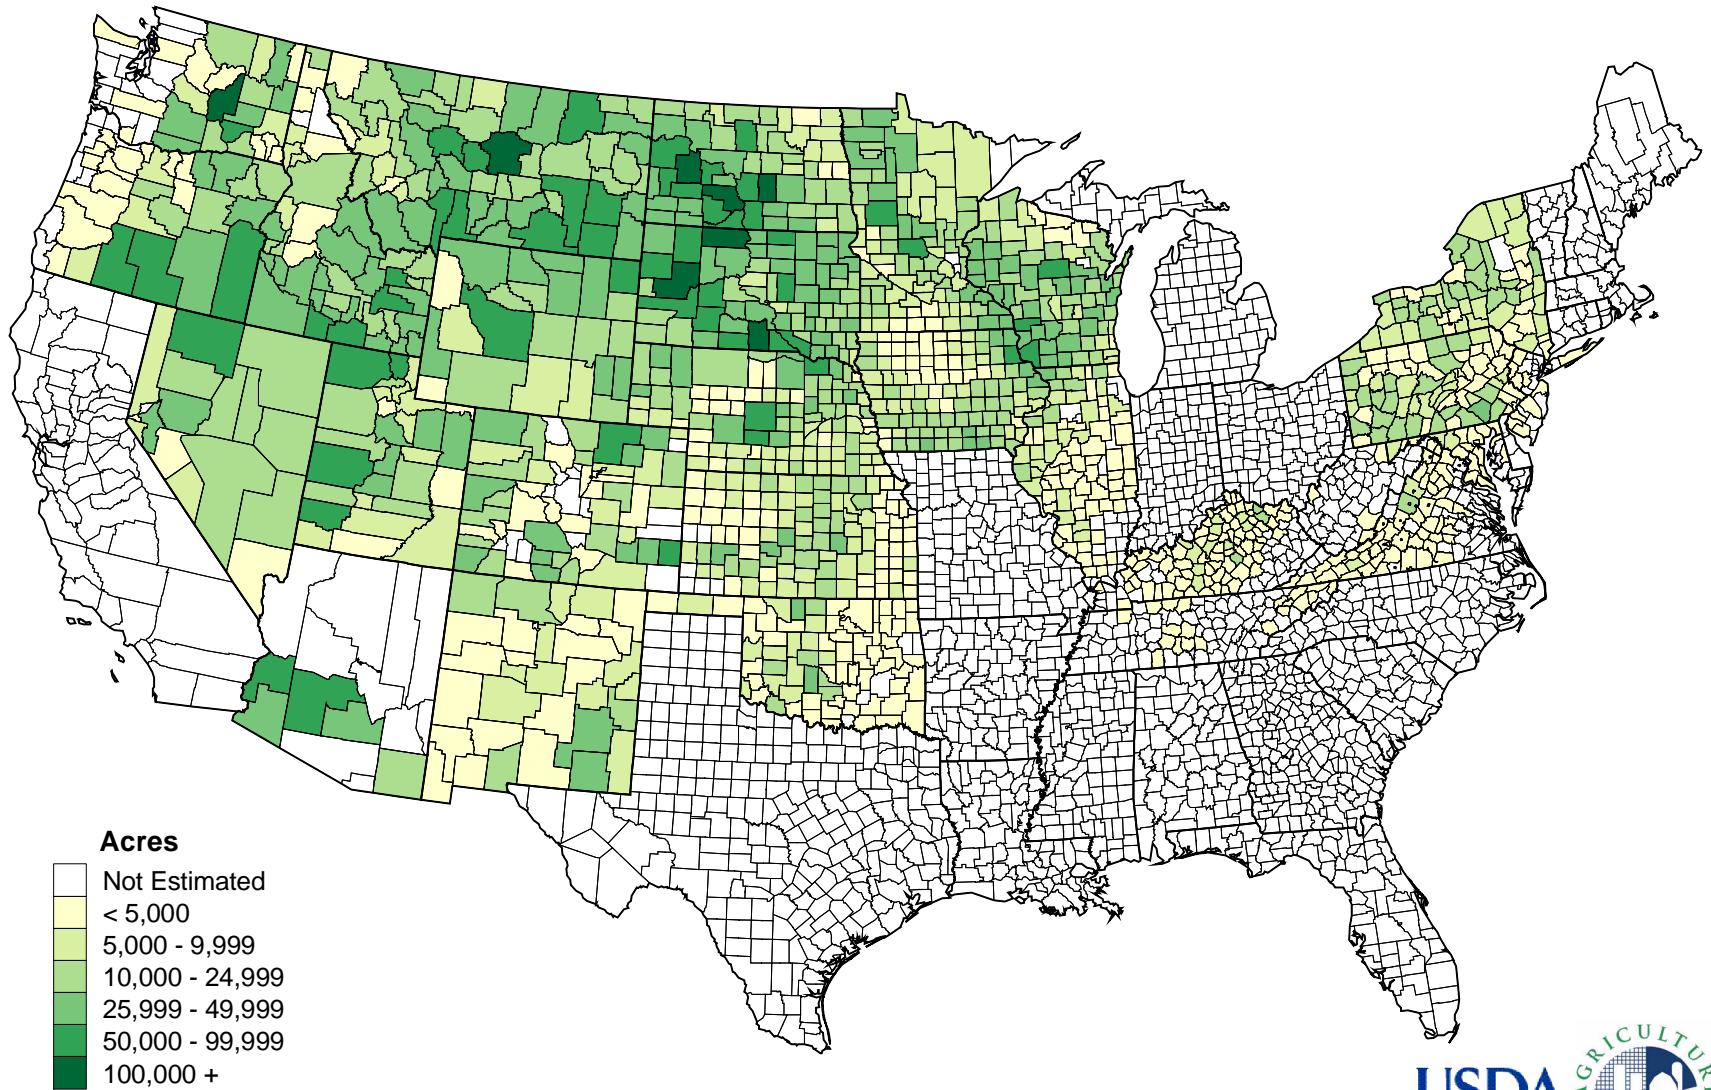 Acres
Not Estimated
< 5,000
5,000 - 9,999
10,000 - 24,999
25,999 - 49,999
50,000 - 99,999
100,000 +
USDA
GRICULTUR